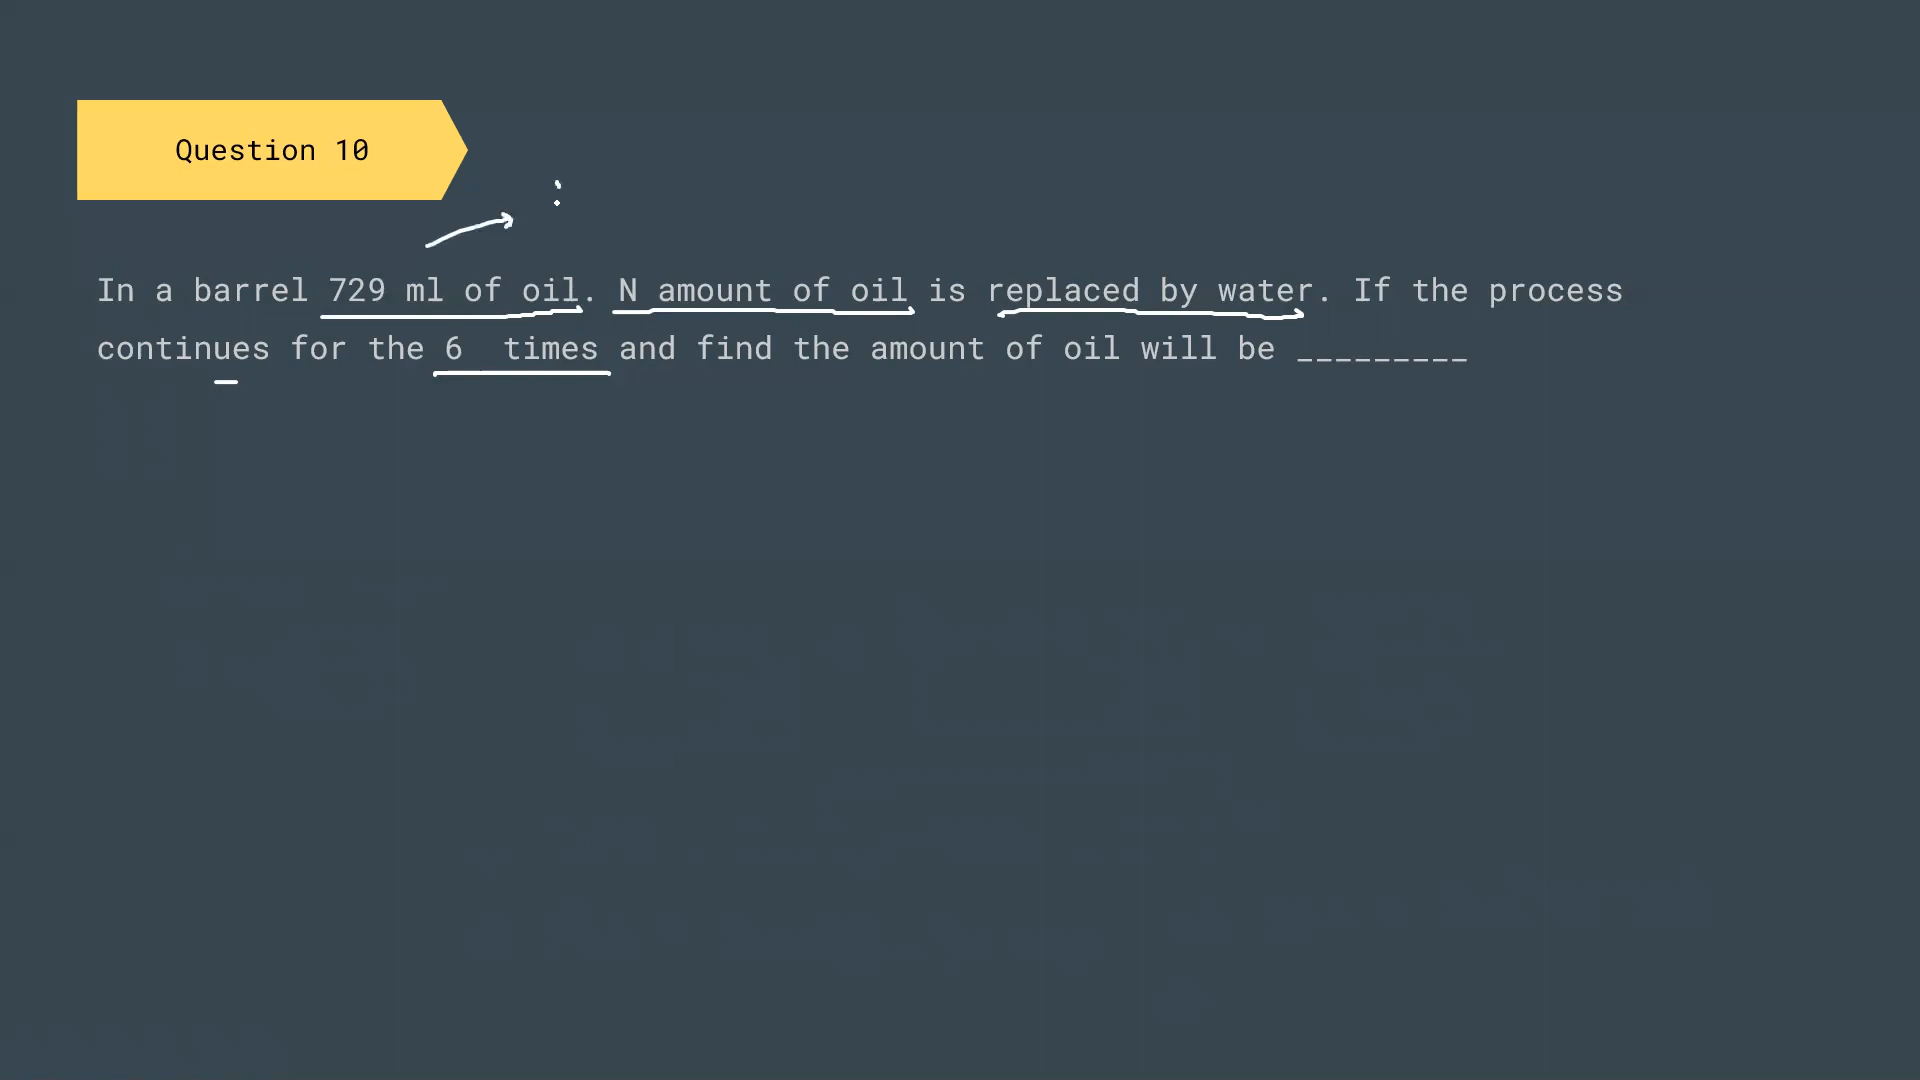 Question 10
In a barrel 729 ml of oil. N amount of oil is replaced by water. If the process
continues for the 6  times and find the amount of oil will be _________